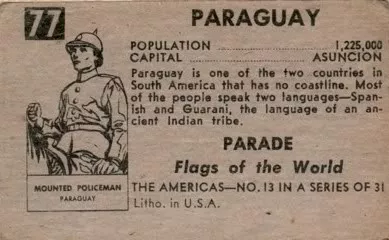 77
PARAGUAY
POPULATION 1,225,000
CAPITAL ASUNCION
Paraguay is one of the two countries in
South America that has no coastline. Most
of the people speak two languages—Span-
ish and Guarani, the language of an an-
cient Indian tribe.
PARADE
Flags of the World
THE AMERICAS—NO. 13 IN A SERIES OF 31
Litho. in U.S.A.
MOUNTED POLICEMAN
PARAGUAY